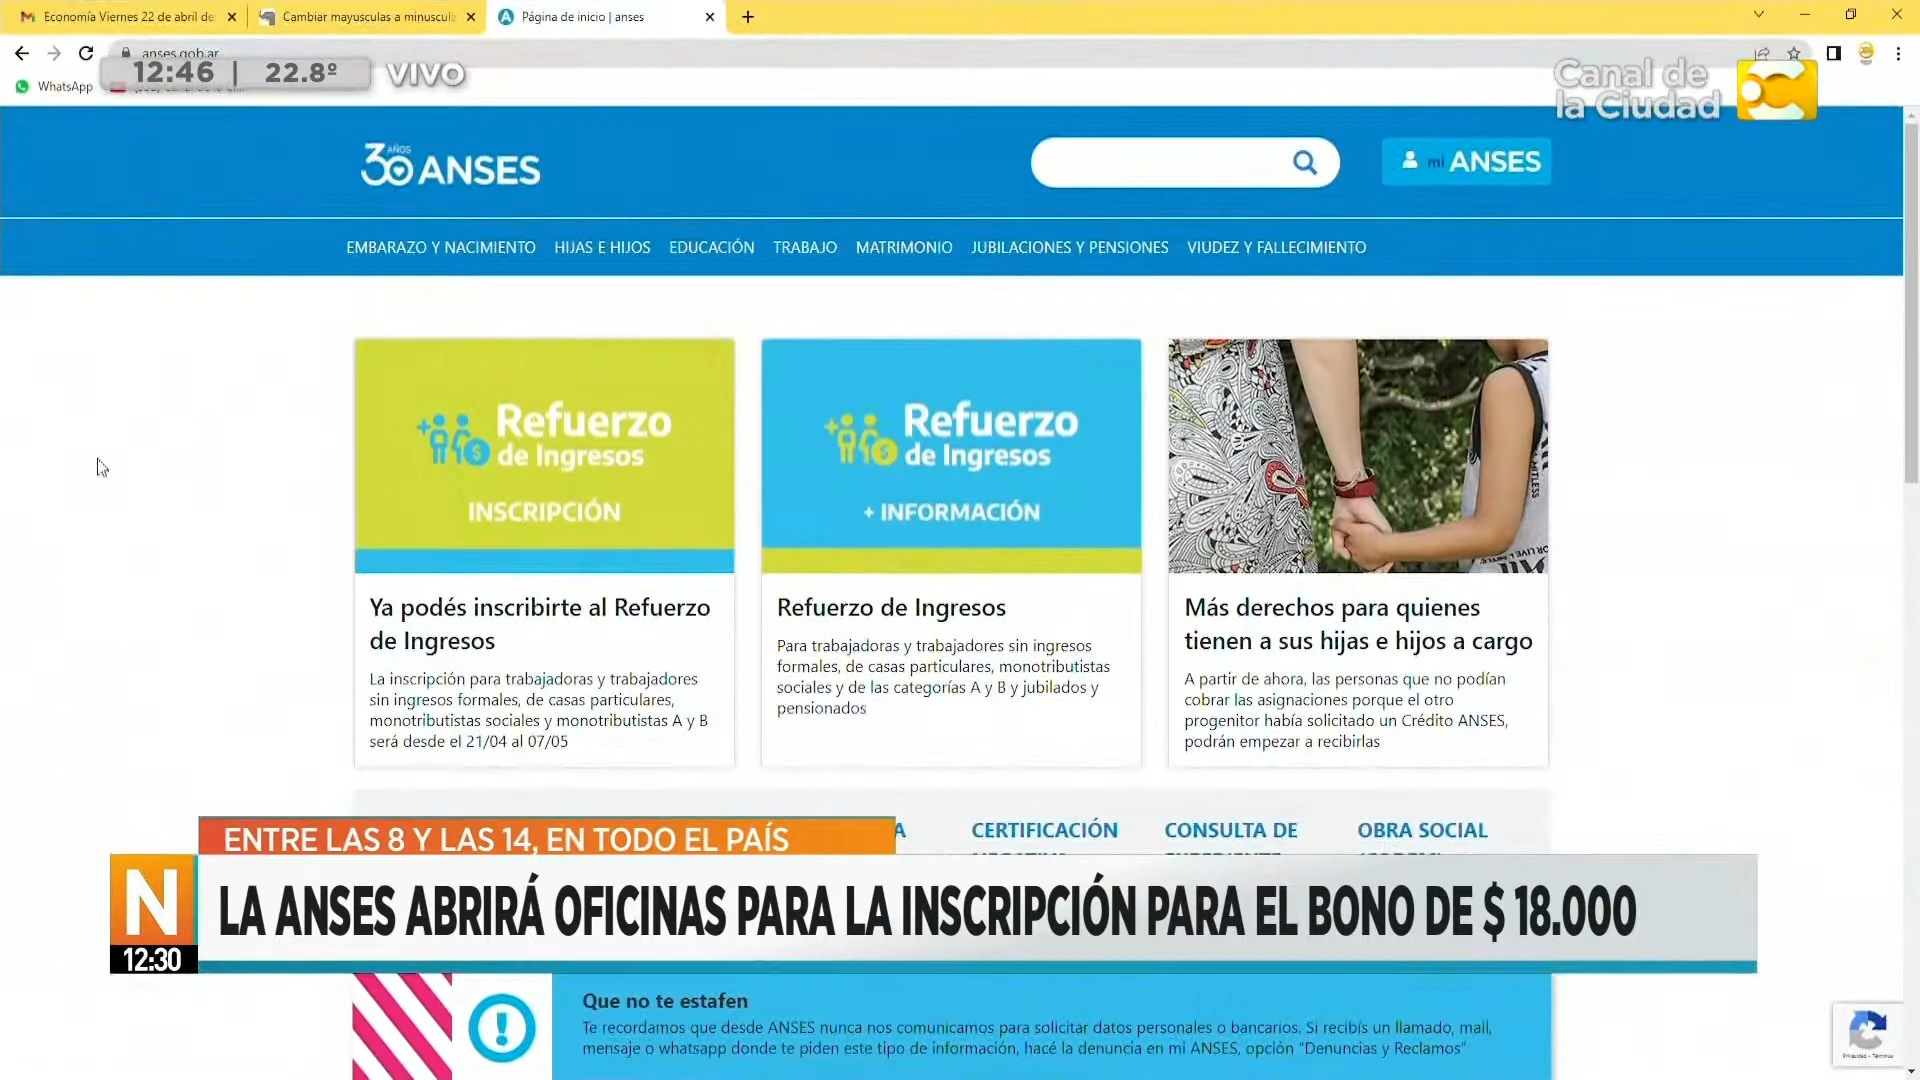 Economía Viernes 22 de abril de
Cambiar mayusculas a minuscul
Página de inicio | anses
anses.gob.ar
12:46 | 22.8º
VIVO
WhatsApp
Canal de
la Ciudad
30 AÑOS ANSES
mi ANSES
EMBARAZO Y NACIMIENTO HIJAS E HIJOS EDUCACIÓN TRABAJO MATRIMONIO JUBILACIONES Y PENSIONES VIUDEZ Y FALLECIMIENTO
Refuerzo
de Ingresos
INSCRIPCIÓN
Ya podés inscribirte al Refuerzo
de Ingresos
La inscripción para trabajadoras y trabajadores
sin ingresos formales, de casas particulares,
monotributistas sociales y monotributistas A y B
será desde el 21/04 al 07/05
Refuerzo
de Ingresos
+ INFORMACIÓN
Refuerzo de Ingresos
Para trabajadoras y trabajadores sin ingresos
formales, de casas particulares, monotributistas
sociales y de las categorías A y B y jubilados y
pensionados
Más derechos para quienes
tienen a sus hijas e hijos a cargo
A partir de ahora, las personas que no podían
cobrar las asignaciones porque el otro
progenitor había solicitado un Crédito ANSES,
podrán empezar a recibirlas
CERTIFICACIÓN
CONSULTA DE
OBRA SOCIAL
ENTRE LAS 8 Y LAS 14, EN TODO EL PAÍS
N
12:30
LA ANSES ABRIRÁ OFICINAS PARA LA INSCRIPCIÓN PARA EL BONO DE $ 18.000
Que no te estafen
Te recordamos que desde ANSES nunca nos comunicamos para solicitar datos personales o bancarios. Si recibís un llamado, mail,
mensaje o whatsapp donde te piden este tipo de información, hacé la denuncia en mi ANSES, opción "Denuncias y Reclamos"